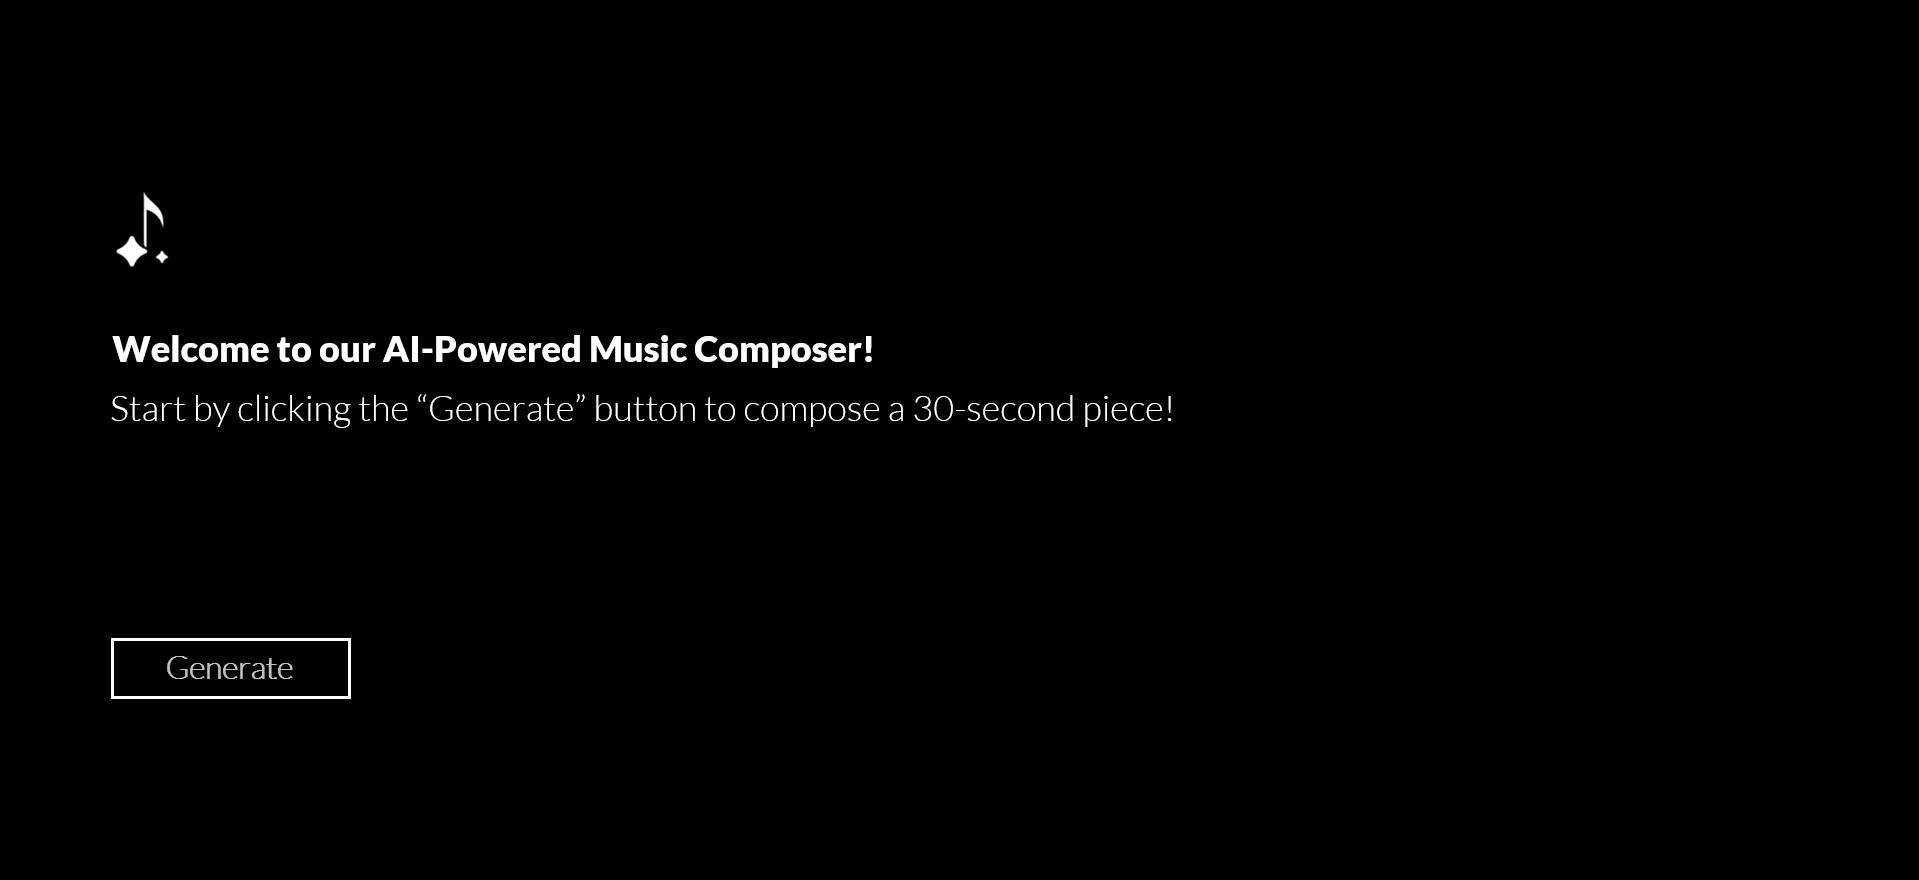 Welcome to our AI-Powered Music Composer!
Start by clicking the “Generate” button to compose a 30-second piece!
Generate